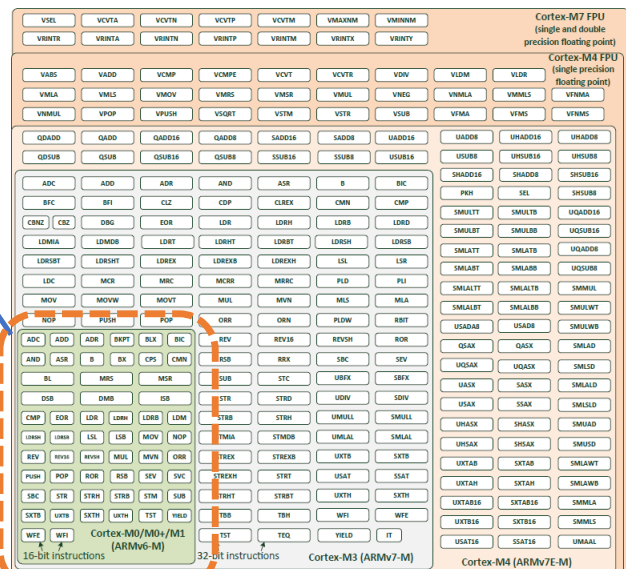 VSEL VCVTA VCVTN VCVTP VCVTM VMAXNM VMINNM Cortex-M7 FPU
(single and double
VRINTR VRINTA VRINTN VRINTP VRINTM VRINTX VRINTY precision floating point)
Cortex-M4 FPU
(single precision
floating point)
VABS VADD VCMP VCMPE VCVT VCVTR VDIV VLDM VLDR
VMLA VMLS VMOV VMRS VMSR VMUL VNEG VNMLA VMMLS VFNMA
VNMUL VPOP VPUSH VSQRT VSTM VSTR VSUB VFMA VFMS VFNMS
QDADD QADD QADD16 QADD8 SADD16 SADD8 UADD16 UADD8 UHADD16 UHADD8
QDSUB QSUB QSUB16 QSUB8 SSUB16 SSUB8 USUB16 USUB8 UHSUB16 UHSUB8
SHADD16 SHADD8 SHSUB16
ADC ADD ADR AND ASR B BIC PKH SEL SHSUB8
BFC BFI CLZ CDP CLREX CMN CMP SMULTT SMULTB UQADD16
CBNZ CBZ DBG EOR LDR LDRH LDRB LDRD SMULBT SMULBB UQSUB16
LDMIA LDMDB LDRT LDRHT LDRBT LDRSH LDRSB SMLATT SMLATB UQADD8
LDRSBT LDRSHT LDREX LDREXB LDREXH LSL LSR SMLABT SMLABB UQSUB8
LDC MCR MRC MCRR MRRC PLD PLI SMLALTT SMLALTB SMMUL
MOV MOVW MOVT MUL MVN MLS MLA SMLALBT SMLALBB SMULWT
NOP PUSH POP ORR ORN PLDW RBIT USADA8 USAD8 SMULWB
ADC ADD ADR BKPT BLX BIC REV REV16 REVSH ROR QSAX QSAX SMLAD
AND ASR B BX CPS CMN RSB RRX SBC SEV UQSAX UQASX SMLSD
BL MRS MSR SUB STC UBFX SBFX UASX SASX SMLALD
DSB DMB ISB STR STRD UDIV SDIV USAX SSAX SMLSLD
CMP EOR LDR LDRH LDRB LDM STRB STRH UMULL SMULL UHASX SHASX SMUAD
LDRSH LDRSB LSL LSB MOV NOP STMIA STMDB UMLAL SMLAL UHSAX SHSAX SMUSD
REV REV16 REVSH MUL MVN ORR STREX STREXB UXTB SXTB UXTAB SXTAB SMLAWT
PUSH POP ROR RSB SEV SVC STREXH STRT USAT SSAT UXTAH SXTAH SMLAWB
SBC STR STRH STRB STM SUB STRHT STRBT UXTH SXTH UXTAB16 SXTAB16 SMMLA
SXTB UXTB SXTH UXTH TST YIELD TBB TBH WFI WFE UXTB16 SXTB16 SMMLS
WFE WFI Cortex-M0/M0+/M1 TST TEQ YIELD IT USAT16 SSAT16 UMAAL
(ARMv6-M)
16-bit instructions 32-bit instructions Cortex-M3 (ARMv7-M) Cortex-M4 (ARMv7E-M)